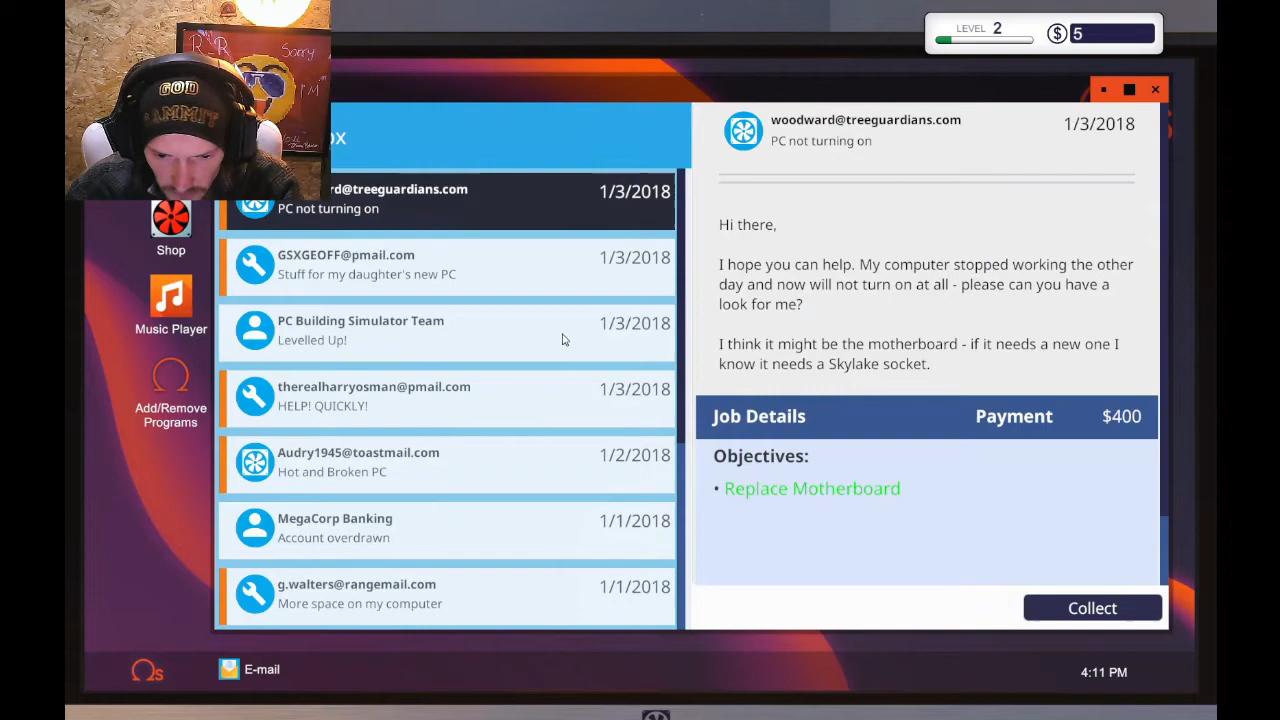 LEVEL 2
$ 5
R
R
Sorry
PM
GOD
DAMMIT
ox
rd@treeguardians.com 1/3/2018
PC not turning on
GSXGEOFF@pmail.com 1/3/2018
Stuff for my daughter's new PC
PC Building Simulator Team 1/3/2018
Levelled Up!
therealharryosman@pmail.com 1/3/2018
HELP! QUICKLY!
Audry1945@toastmail.com 1/2/2018
Hot and Broken PC
MegaCorp Banking 1/1/2018
Account overdrawn
g.walters@rangemail.com 1/1/2018
More space on my computer
woodward@treeguardians.com 1/3/2018
PC not turning on
Hi there,
I hope you can help. My computer stopped working the other
day and now will not turn on at all - please can you have a
look for me?
I think it might be the motherboard - if it needs a new one I
know it needs a Skylake socket.
Job Details Payment $400
Objectives:
• Replace Motherboard
Collect
Shop
Music Player
Add/Remove
Programs
Ωs
E-mail
4:11 PM